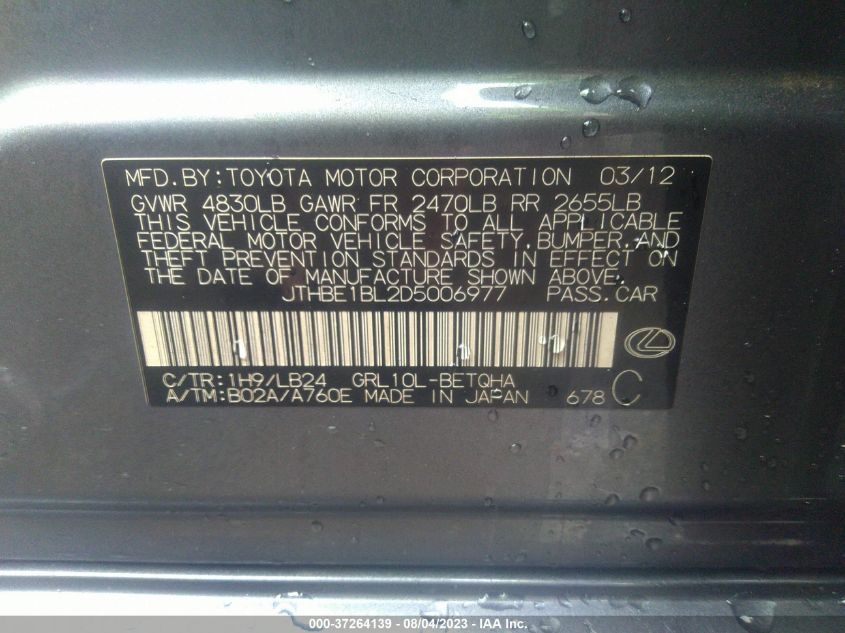 MFD.BY:TOYOTA MOTOR CORPORATION 03/12
GVWR 4830LB GAWR FR 2470LB RR 2655LB
THIS VEHICLE CONFORMS TO ALL APPLICABLE
FEDERAL MOTOR VEHICLE SAFETY,BUMPER,AND
THEFT PREVENTION STANDARDS IN EFFECT ON
THE DATE OF MANUFACTURE SHOWN ABOVE.
JTHBE1BL2D5006977 PASS.CAR
C/TR:1H9/LB24 GRL10L-BETQHA
A/TM:B02A/A760E MADE IN JAPAN 678 C
000-37264139 - 08/04/2023 - IAA Inc.